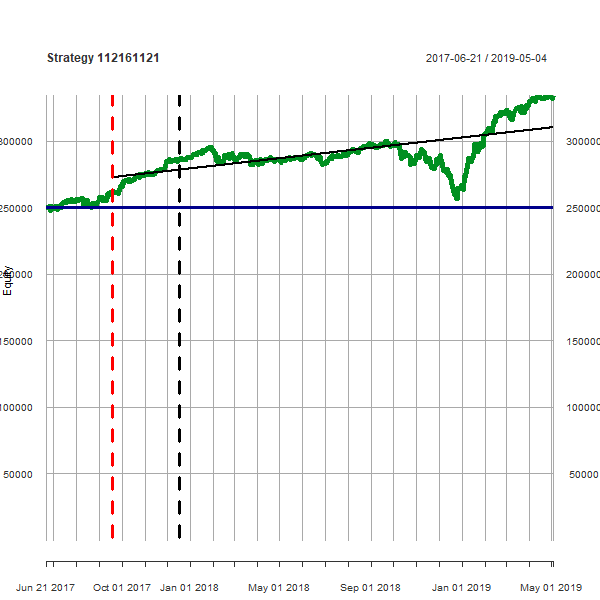 Strategy 112161121 2017-06-21 / 2019-05-04
300000 300000
250000 250000
200000 200000
Equity
150000 150000
100000 100000
50000 50000
Jun 21 2017 Oct 01 2017 Jan 01 2018 May 01 2018 Sep 01 2018 Jan 01 2019 May 01 2019